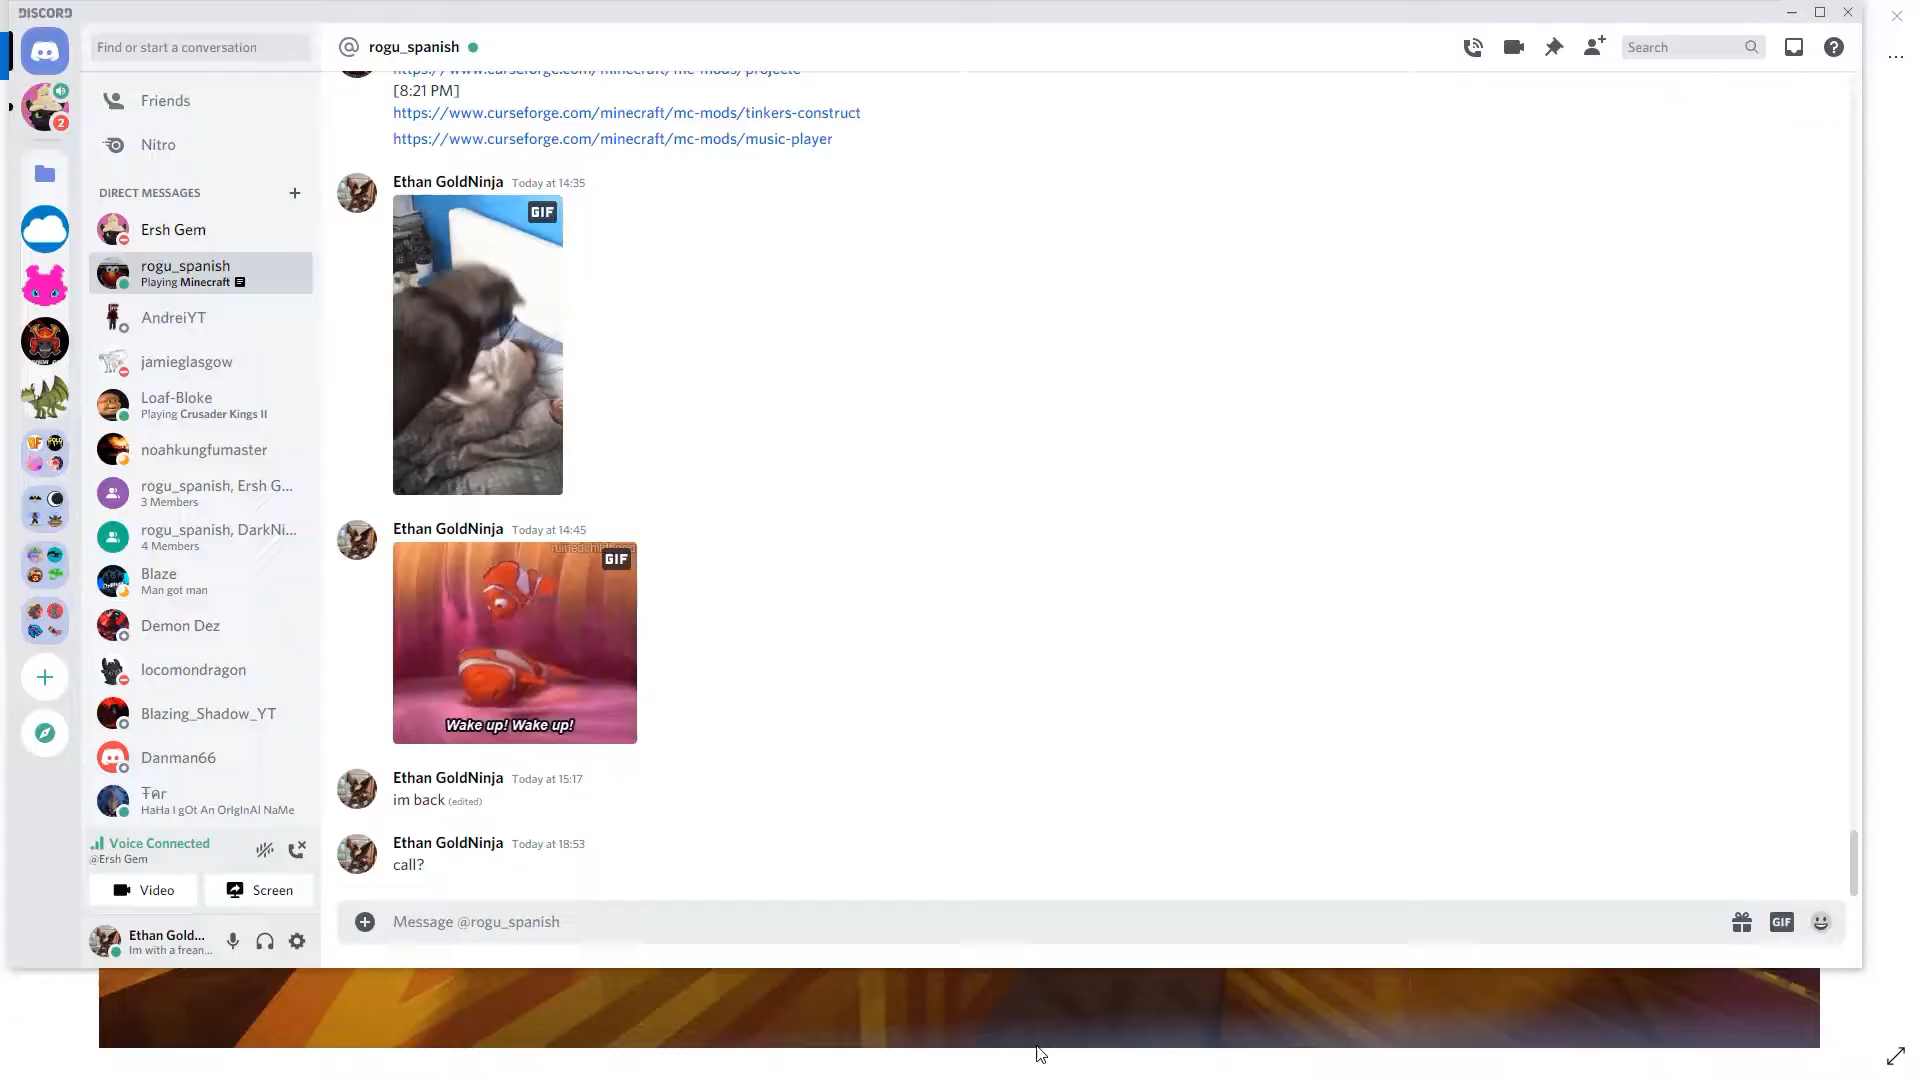 DISCORD
Find or start a conversation
Friends
Nitro
DIRECT MESSAGES
Ersh Gem
rogu_spanish
Playing Minecraft
AndreiYT
jamieglasgow
Loaf-Bloke
Playing Crusader Kings II
noahkungfumaster
rogu_spanish, Ersh G...
3 Members
rogu_spanish, DarkNi...
4 Members
Blaze
Man got man
Demon Dez
locomondragon
Blazing_Shadow_YT
Danman66
HaHa I gOt An OrIgInAl NaMe
Voice Connected
@Ersh Gem
Video
Screen
Ethan Gold...
Im with a frean...
2
rogu_spanish
Search
https://www.curseforge.com/minecraft/mc-mods/projecte
[8:21 PM]
https://www.curseforge.com/minecraft/mc-mods/tinkers-construct
https://www.curseforge.com/minecraft/mc-mods/music-player
Ethan GoldNinja Today at 14:35
GIF
Ethan GoldNinja Today at 14:45
ruinedchildhood
GIF
Wake up! Wake up!
Ethan GoldNinja Today at 15:17
im back (edited)
Ethan GoldNinja Today at 18:53
call?
Message @rogu_spanish
GIF